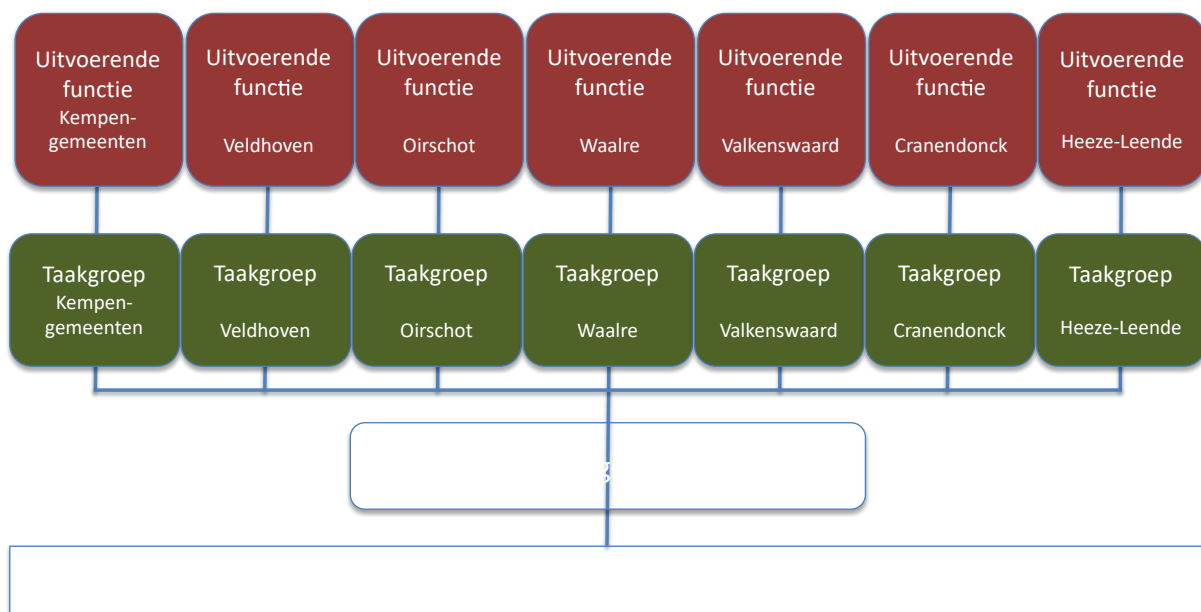 Uitvoerende
functie
Kempen-
gemeenten
Uitvoerende
functie
Veldhoven
Uitvoerende
functie
Oirschot
Uitvoerende
functie
Waalre
Uitvoerende
functie
Valkenswaard
Uitvoerende
functie
Cranendonck
Uitvoerende
functie
Heeze-Leende
Taakgroep
Kempen-
gemeenten
Taakgroep
Veldhoven
Taakgroep
Oirschot
Taakgroep
Waalre
Taakgroep
Valkenswaard
Taakgroep
Cranendonck
Taakgroep
Heeze-Leende